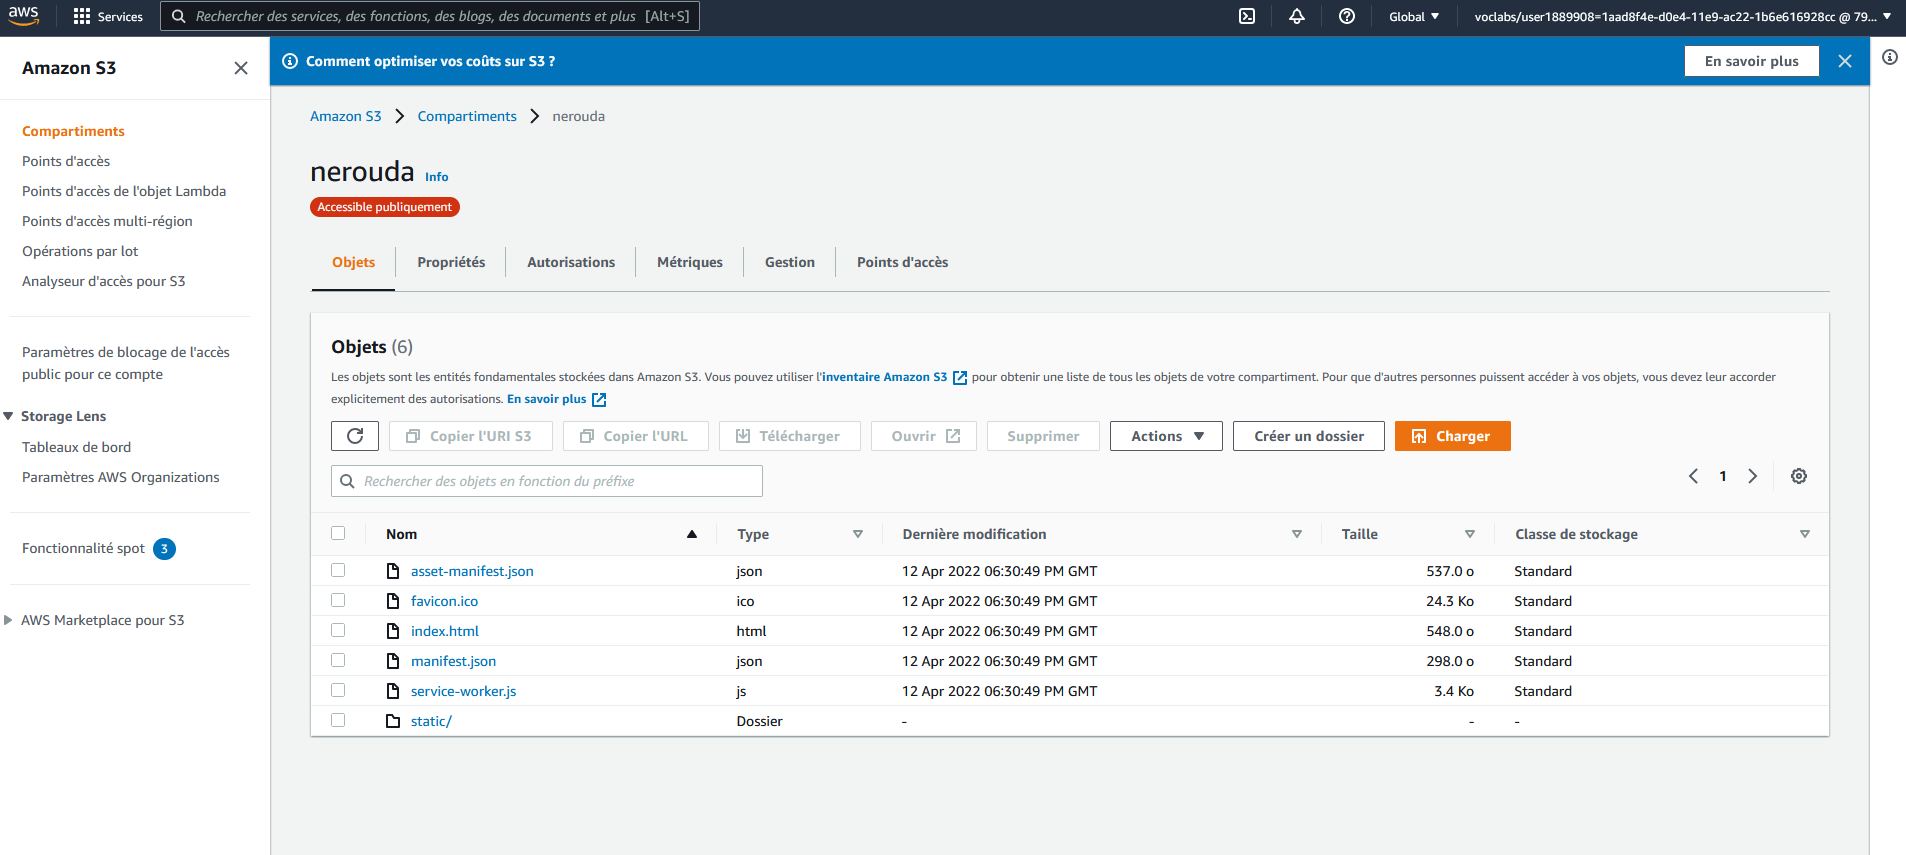 aws Services Rechercher des services, des fonctions, des blogs, des documents et plus [Alt+S] Global voclabs/user1889908=1aad8f4e-d0e4-11e9-ac22-1b6e616928cc @ 79...
Amazon S3
Compartiments
Points d'accès
Points d'accès de l'objet Lambda
Points d'accès multi-région
Opérations par lot
Analyseur d'accès pour S3
Paramètres de blocage de l'accès
public pour ce compte
Storage Lens
Tableaux de bord
Paramètres AWS Organizations
Fonctionnalité spot 3
AWS Marketplace pour S3
Comment optimiser vos coûts sur S3 ? En savoir plus
Amazon S3 Compartiments nerouda
nerouda Info
Accessible publiquement
Objets Propriétés Autorisations Métriques Gestion Points d'accès
Objets (6)
Les objets sont les entités fondamentales stockées dans Amazon S3. Vous pouvez utiliser l'inventaire Amazon S3 pour obtenir une liste de tous les objets de votre compartiment. Pour que d'autres personnes puissent accéder à vos objets, vous devez leur accorder
explicitement des autorisations. En savoir plus
Copier l'URI S3 Copier l'URL Télécharger Ouvrir Supprimer Actions Créer un dossier Charger
Rechercher des objets en fonction du préfixe 1
Nom Type Dernière modification Taille Classe de stockage
asset-manifest.json json 12 Apr 2022 06:30:49 PM GMT 537.0 o Standard
favicon.ico ico 12 Apr 2022 06:30:49 PM GMT 24.3 Ko Standard
index.html html 12 Apr 2022 06:30:49 PM GMT 548.0 o Standard
manifest.json json 12 Apr 2022 06:30:49 PM GMT 298.0 o Standard
service-worker.js js 12 Apr 2022 06:30:49 PM GMT 3.4 Ko Standard
static/ Dossier - - -